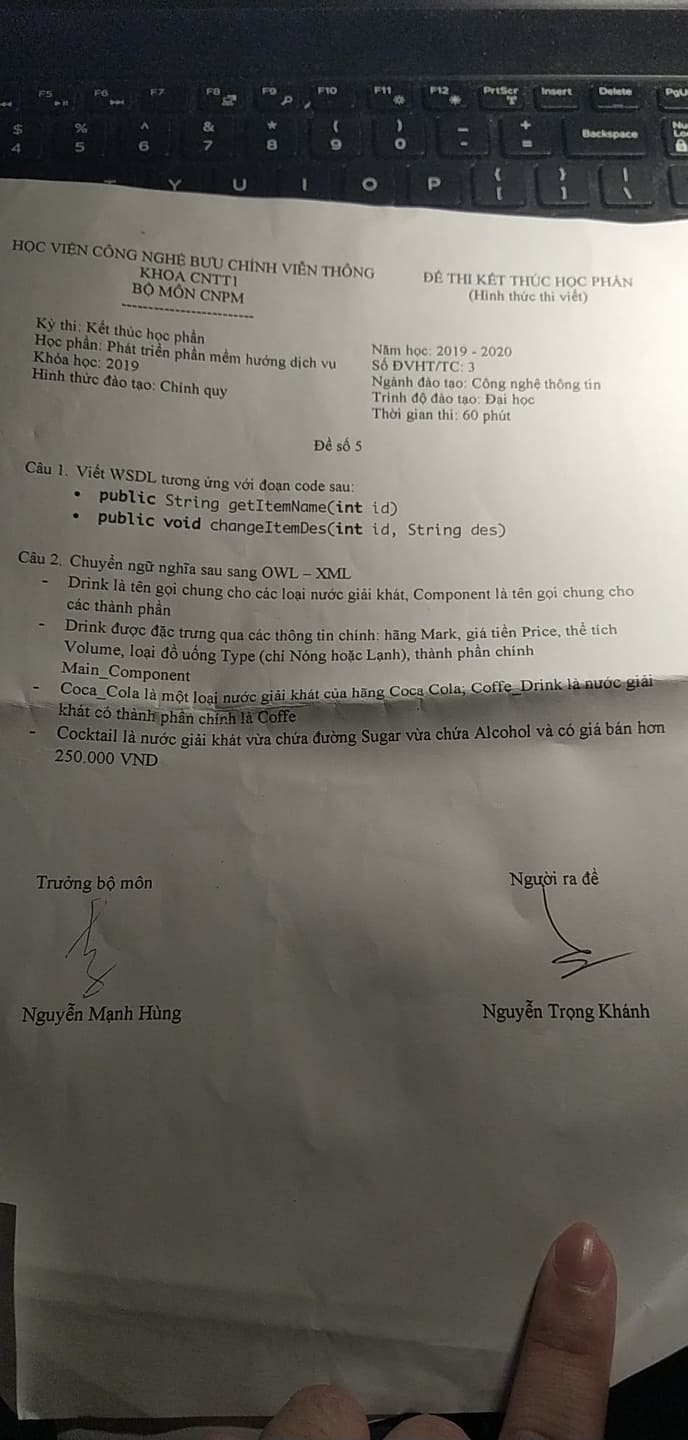 F5 F6 F7 F8 F9 F10 F11 F12 PrtScr Insert Delete PgU
$ % ^ & * ( ) _ + Backspace
4 5 6 7 8 9 0 - =
Y U I O P { [ } ] | \
HỌC VIỆN CÔNG NGHỆ BƯU CHÍNH VIỄN THÔNG
KHOA CNTT1
BỘ MÔN CNPM
ĐỀ THI KẾT THÚC HỌC PHẦN
(Hình thức thi viết)
Kỳ thi: Kết thúc học phần
Học phần: Phát triển phần mềm hướng dịch vụ
Khóa học: 2019
Hình thức đào tạo: Chính quy
Năm học: 2019 - 2020
Số ĐVHT/TC: 3
Ngành đào tạo: Công nghệ thông tin
Trình độ đào tạo: Đại học
Thời gian thi: 60 phút
Đề số 5
Câu 1. Viết WSDL tương ứng với đoạn code sau:
• public String getItemName(int id)
• public void changeItemDes(int id, String des)
Câu 2. Chuyển ngữ nghĩa sau sang OWL – XML
- Drink là tên gọi chung cho các loại nước giải khát, Component là tên gọi chung cho
các thành phần
- Drink được đặc trưng qua các thông tin chính: hãng Mark, giá tiền Price, thể tích
Volume, loại đồ uống Type (chỉ Nóng hoặc Lạnh), thành phần chính
Main_Component
- Coca_Cola là một loại nước giải khát của hãng Coca Cola; Coffe_Drink là nước giải
khát có thành phần chính là Coffe
- Cocktail là nước giải khát vừa chứa đường Sugar vừa chứa Alcohol và có giá bán hơn
250.000 VND
Trưởng bộ môn
Người ra đề
Nguyễn Mạnh Hùng
Nguyễn Trọng Khánh